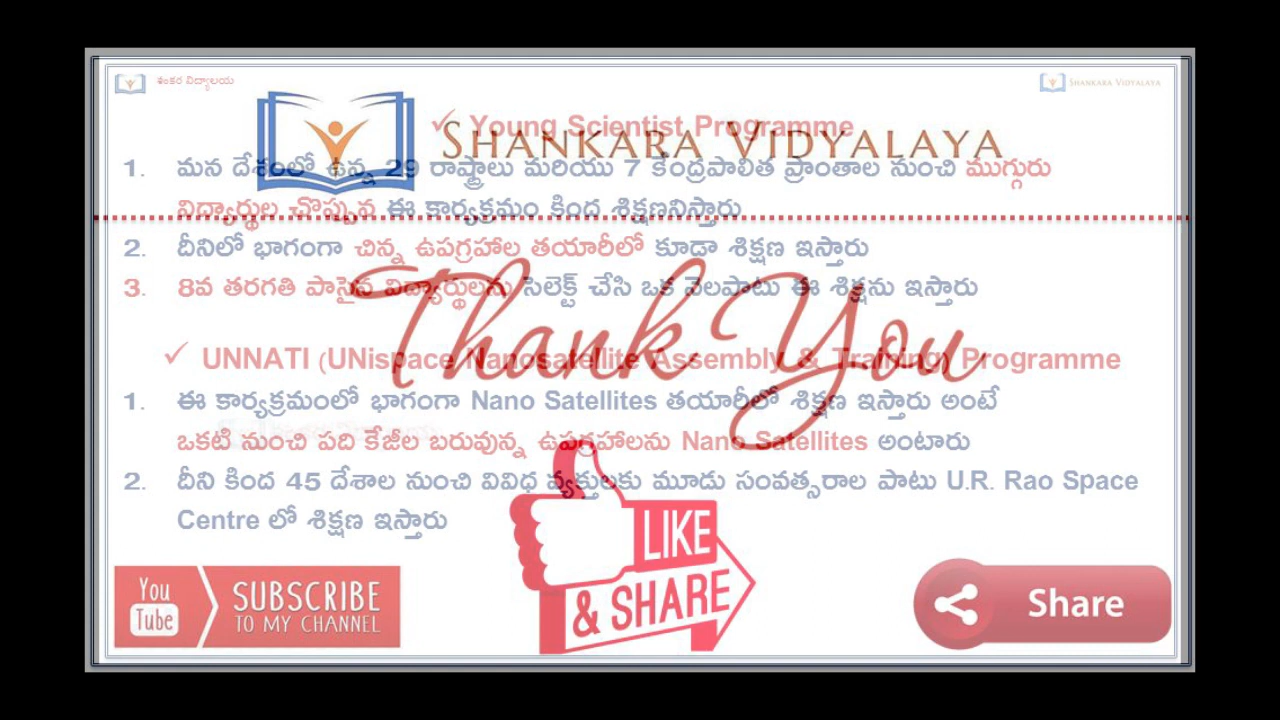 శంకర విద్యాలయ
SHANKARA VIDYALAYA
✓ Young Scientist Programme
SHANKARA VIDYALAYA
1. మన దేశంలో ఉన్న 29 రాష్ట్రాలు మరియు 7 కేంద్రపాలిత ప్రాంతాల నుంచి ముగ్గురు
విద్యార్థుల చొప్పున ఈ కార్యక్రమం కింద శిక్షణనిస్తారు
2. దీనిలో భాగంగా చిన్న ఉపగ్రహాల తయారీలో కూడా శిక్షణ ఇస్తారు
3. 8వ తరగతి పాసైన విద్యార్థులను సెలెక్ట్ చేసి ఒక నెలపాటు ఈ శిక్షను ఇస్తారు
Thank You
✓ UNNATI (UNispace Nanosatellite Assembly & Training) Programme
1. ఈ కార్యక్రమంలో భాగంగా Nano Satellites తయారీలో శిక్షణ ఇస్తారు అంటే
ఒకటి నుంచి పది కేజీల బరువున్న ఉపగ్రహాలను Nano Satellites అంటారు
2. దీని కింద 45 దేశాల నుంచి వివిధ వ్యక్తులకు మూడు సంవత్సరాల పాటు U.R. Rao Space
Centre లో శిక్షణ ఇస్తారు
LIKE
& SHARE
You
Tube
SUBSCRIBE
TO MY CHANNEL
Share